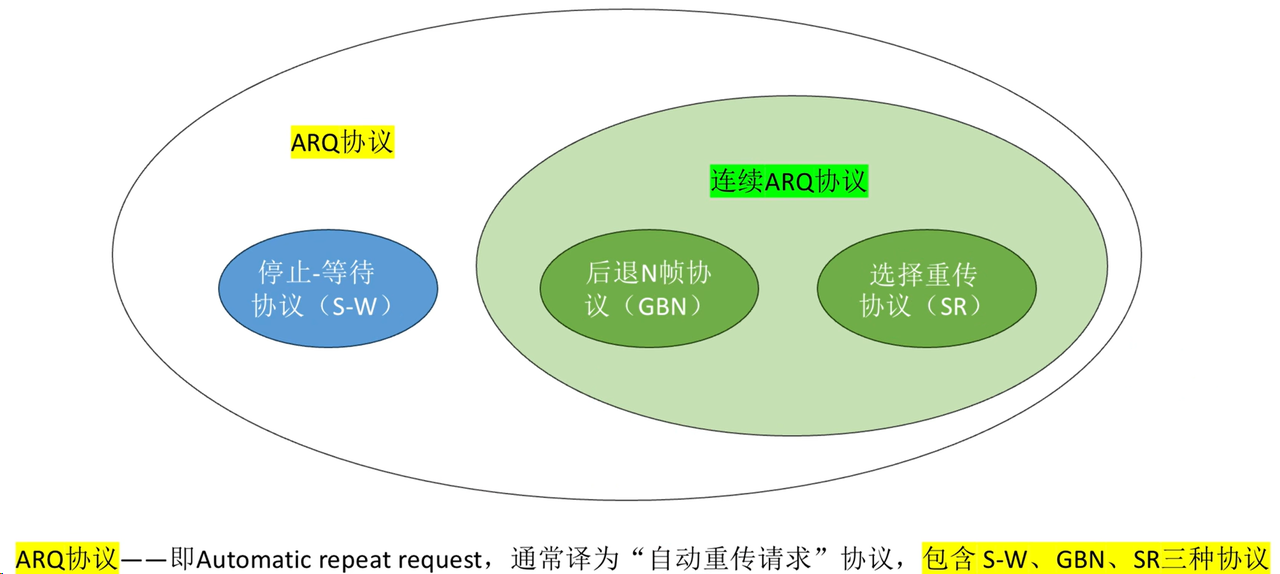 ARQ协议
连续ARQ协议
停止-等待
协议（S-W）
后退N帧协
议（GBN）
选择重传
协议（SR）
ARQ协议——即Automatic repeat request，通常译为“自动重传请求”协议，包含 S-W、GBN、SR三种协议